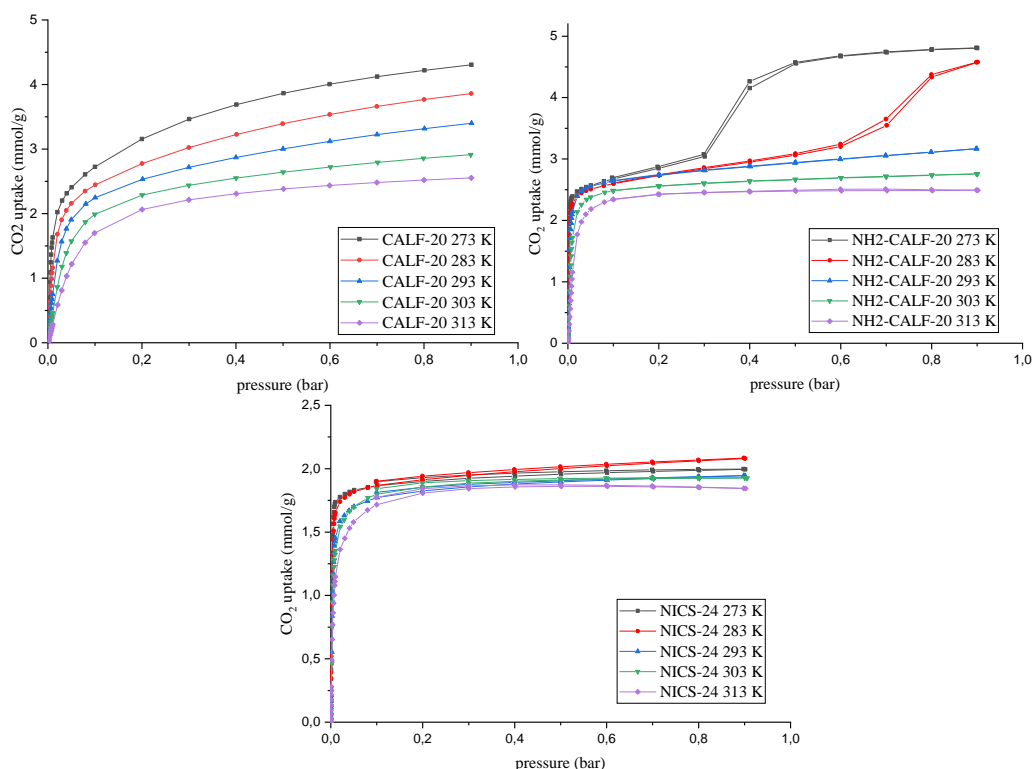 5
4
3
2
1
0
CO2 uptake (mmol/g)
0,0
0,2
0,4
0,6
0,8
1,0
pressure (bar)
CALF-20 273 K
CALF-20 283 K
CALF-20 293 K
CALF-20 303 K
CALF-20 313 K
5
4
3
2
1
0
CO₂ uptake (mmol/g)
0,0
0,2
0,4
0,6
0,8
1,0
pressure (bar)
NH2-CALF-20 273 K
NH2-CALF-20 283 K
NH2-CALF-20 293 K
NH2-CALF-20 303 K
NH2-CALF-20 313 K
2,5
2,0
1,5
1,0
0,5
0,0
CO₂ uptake (mmol/g)
0,0
0,2
0,4
0,6
0,8
1,0
pressure (bar)
NICS-24 273 K
NICS-24 283 K
NICS-24 293 K
NICS-24 303 K
NICS-24 313 K